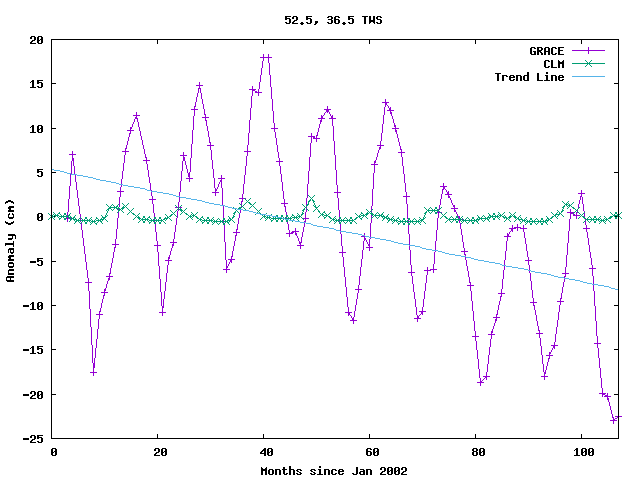 52.5, 36.5 TWS
GRACE
CLM
Trend Line
20
15
10
5
0
-5
-10
-15
-20
-25
Anomaly (cm)
0 20 40 60 80 100
Months since Jan 2002